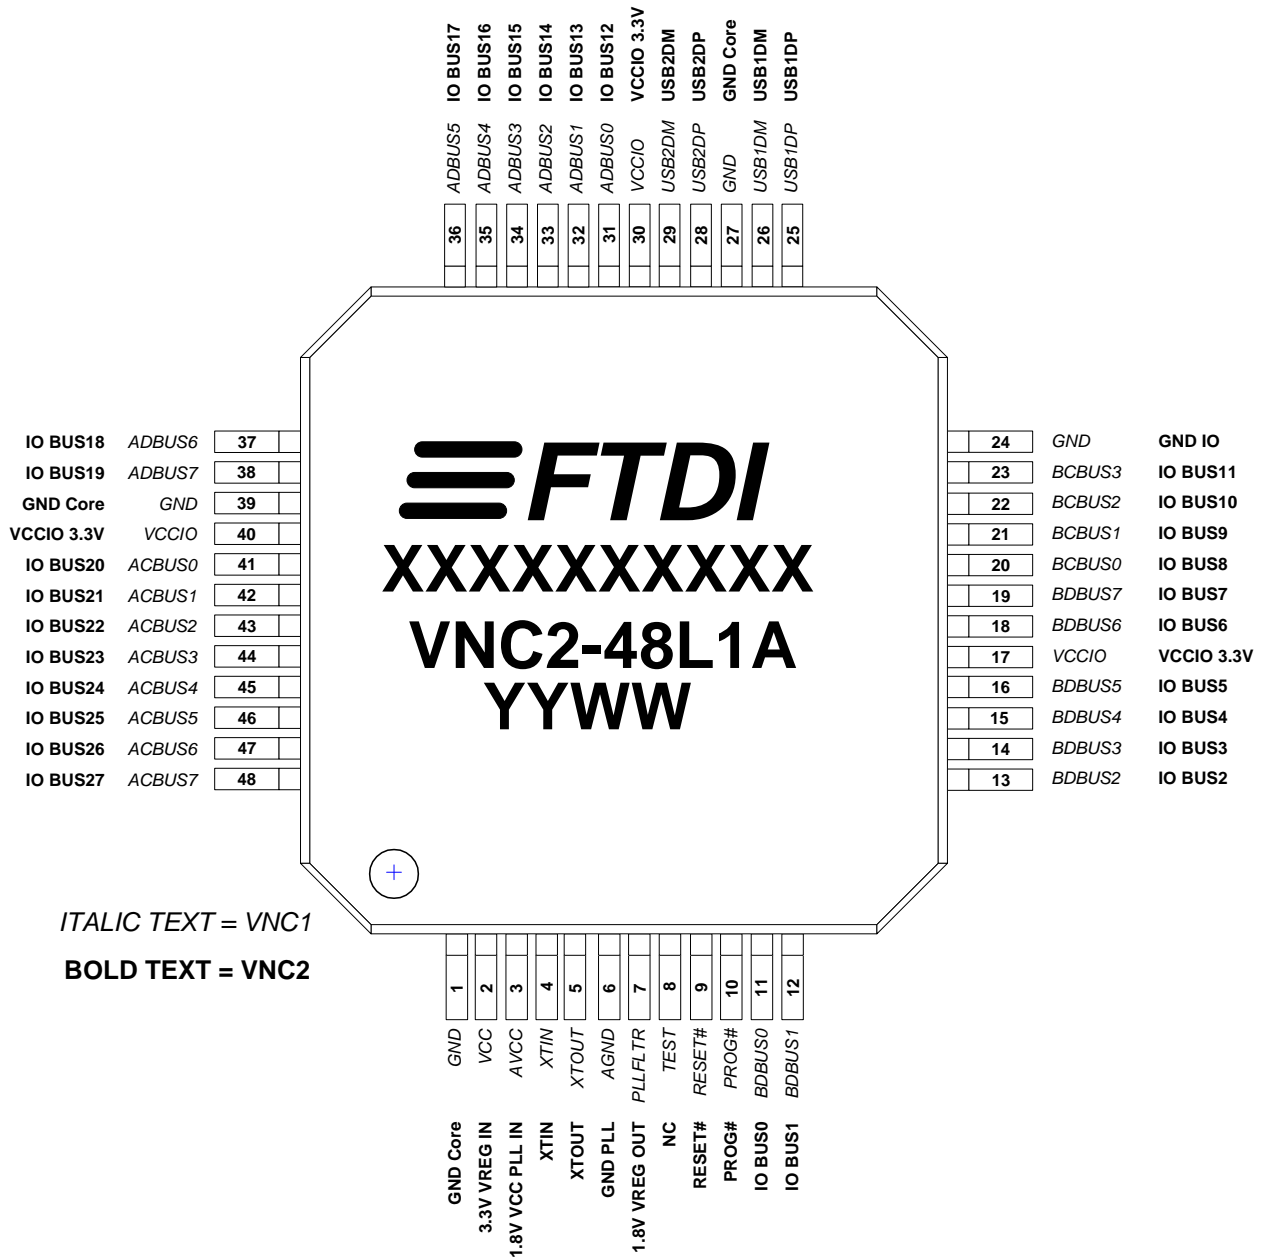 IO BUS17 IO BUS16 IO BUS15 IO BUS14 IO BUS13 IO BUS12 VCCIO 3.3V USB2DM USB2DP GND Core USB1DM USB1DP
ADBUS5 ADBUS4 ADBUS3 ADBUS2 ADBUS1 ADBUS0 VCCIO USB2DM USB2DP GND USB1DM USB1DP
36 35 34 33 32 31 30 29 28 27 26 25
IO BUS18 ADBUS6 37
IO BUS19 ADBUS7 38
GND Core GND 39
VCCIO 3.3V VCCIO 40
IO BUS20 ACBUS0 41
IO BUS21 ACBUS1 42
IO BUS22 ACBUS2 43
IO BUS23 ACBUS3 44
IO BUS24 ACBUS4 45
IO BUS25 ACBUS5 46
IO BUS26 ACBUS6 47
IO BUS27 ACBUS7 48
FTDI
XXXXXXXXXX
VNC2-48L1A
YYWW
24 GND GND IO
23 BCBUS3 IO BUS11
22 BCBUS2 IO BUS10
21 BCBUS1 IO BUS9
20 BCBUS0 IO BUS8
19 BDBUS7 IO BUS7
18 BDBUS6 IO BUS6
17 VCCIO VCCIO 3.3V
16 BDBUS5 IO BUS5
15 BDBUS4 IO BUS4
14 BDBUS3 IO BUS3
13 BDBUS2 IO BUS2
ITALIC TEXT = VNC1
BOLD TEXT = VNC2
1 2 3 4 5 6 7 8 9 10 11 12
GND VCC AVCC XTIN XTOUT AGND PLLFLTR TEST RESET# PROG# BDBUS0 BDBUS1
GND Core 3.3V VREG IN 1.8V VCC PLL IN XTIN XTOUT GND PLL 1.8V VREG OUT NC RESET# PROG# IO BUS0 IO BUS1